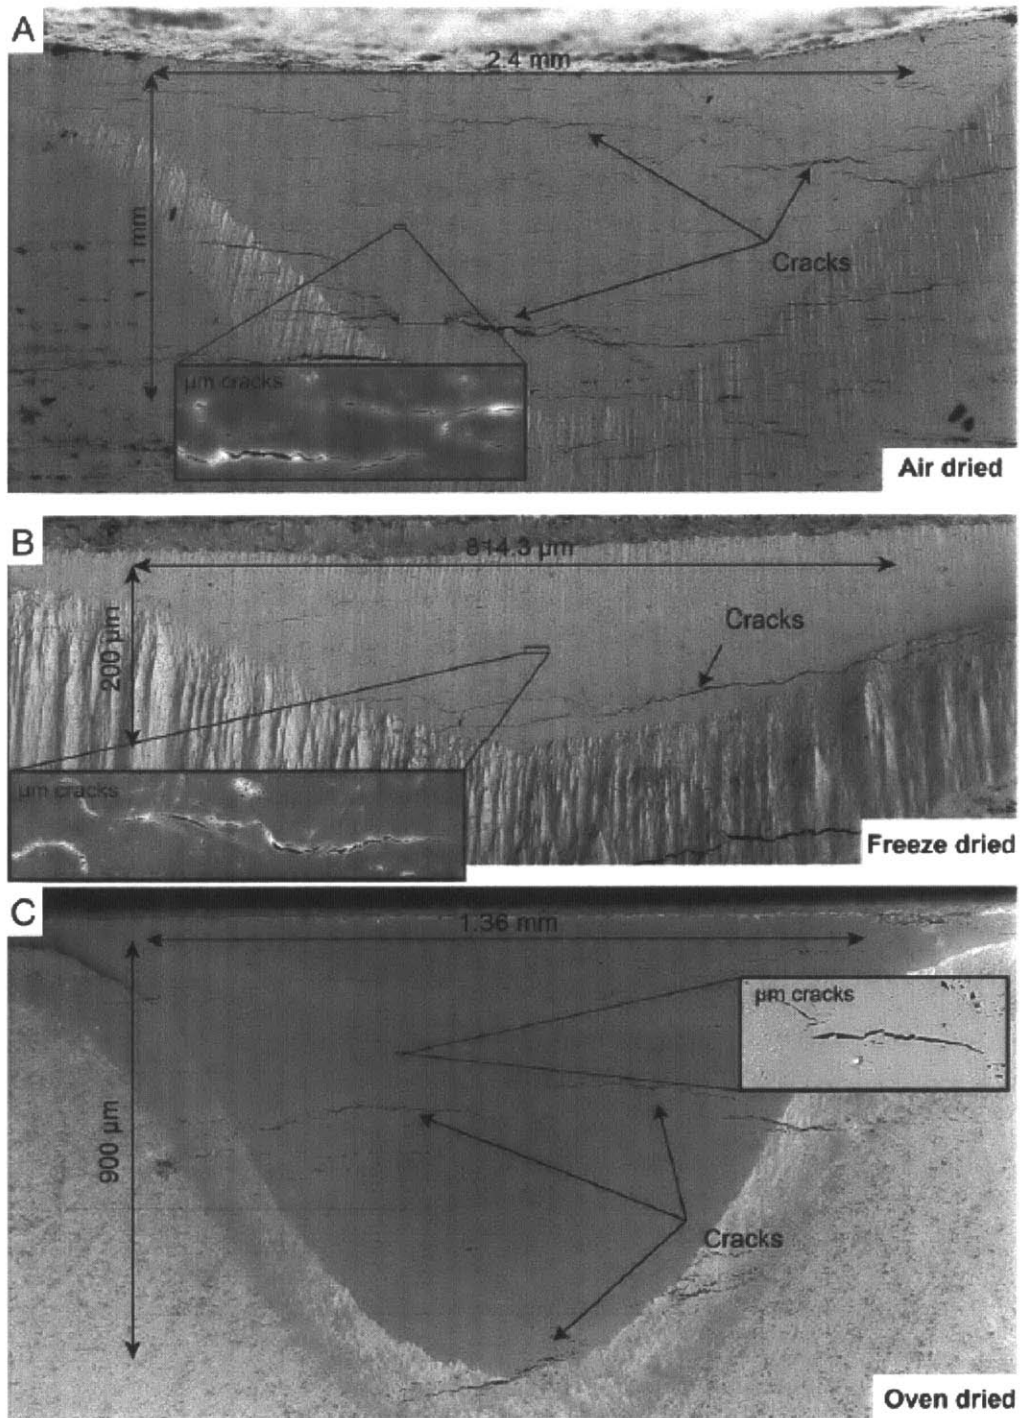 A
2.4 mm
1 mm
Cracks
µm cracks
Air dried
B
814.3 µm
Cracks
200 µm
µm cracks
Freeze dried
C
1.36 mm
µm cracks
900 µm
Cracks
Oven dried